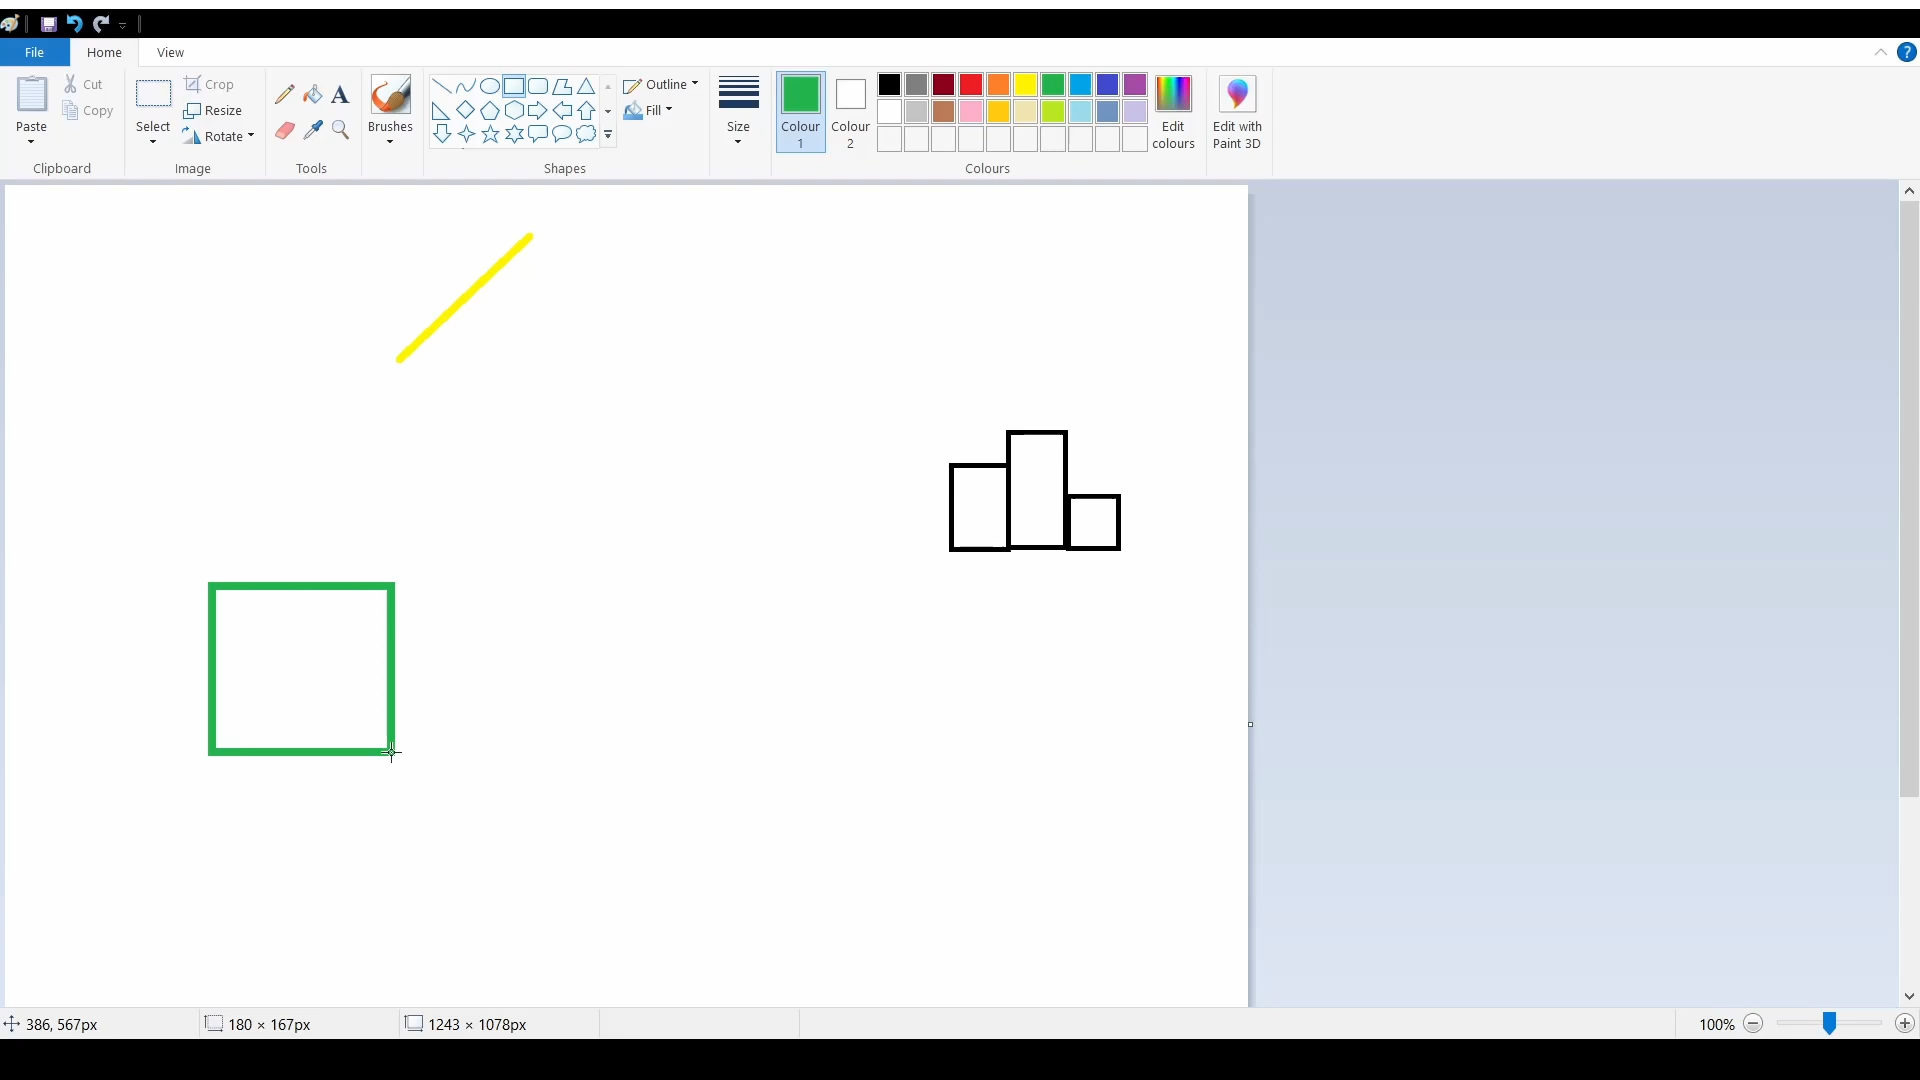 File Home View ?
Paste
Cut
Copy
Clipboard
Select
Crop
Resize
Rotate
Image
A
Tools
Brushes
Outline
Fill
Shapes
Size
Colour
1
Colour
2
Edit
colours
Colours
Edit with
Paint 3D
386, 567px 180 × 167px 1243 × 1078px 100%